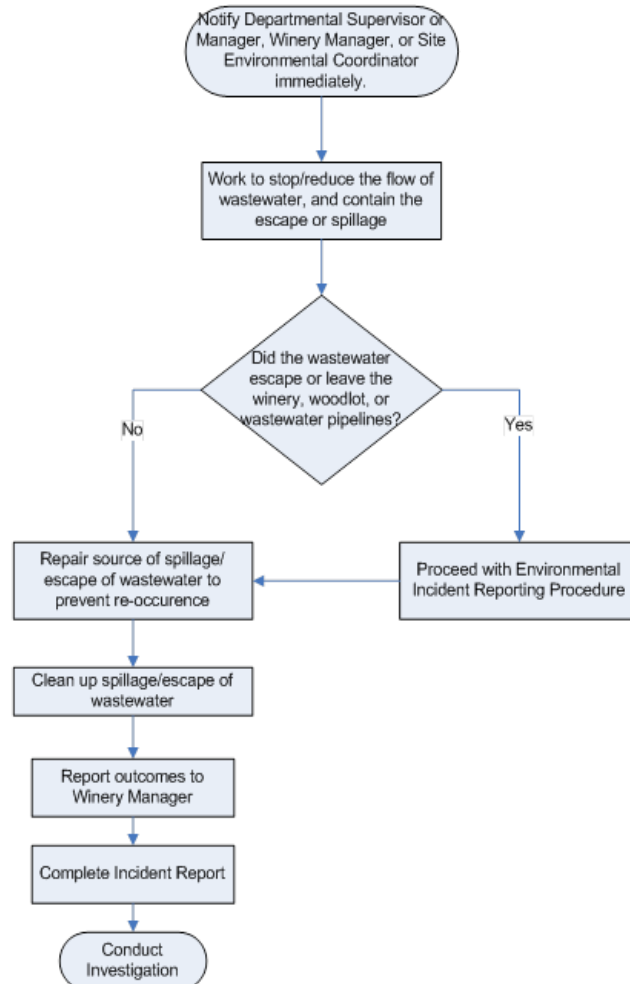 Notify Departmental Supervisor or
Manager, Winery Manager, or Site
Environmental Coordinator
immediately.
Work to stop/reduce the flow of
wastewater, and contain the
escape or spillage
Did the wastewater
escape or leave the
winery, woodlot, or
wastewater pipelines?
No
Yes
Repair source of spillage/
escape of wastewater to
prevent re-occurence
Proceed with Environmental
Incident Reporting Procedure
Clean up spillage/escape of
wastewater
Report outcomes to
Winery Manager
Complete Incident Report
Conduct
Investigation